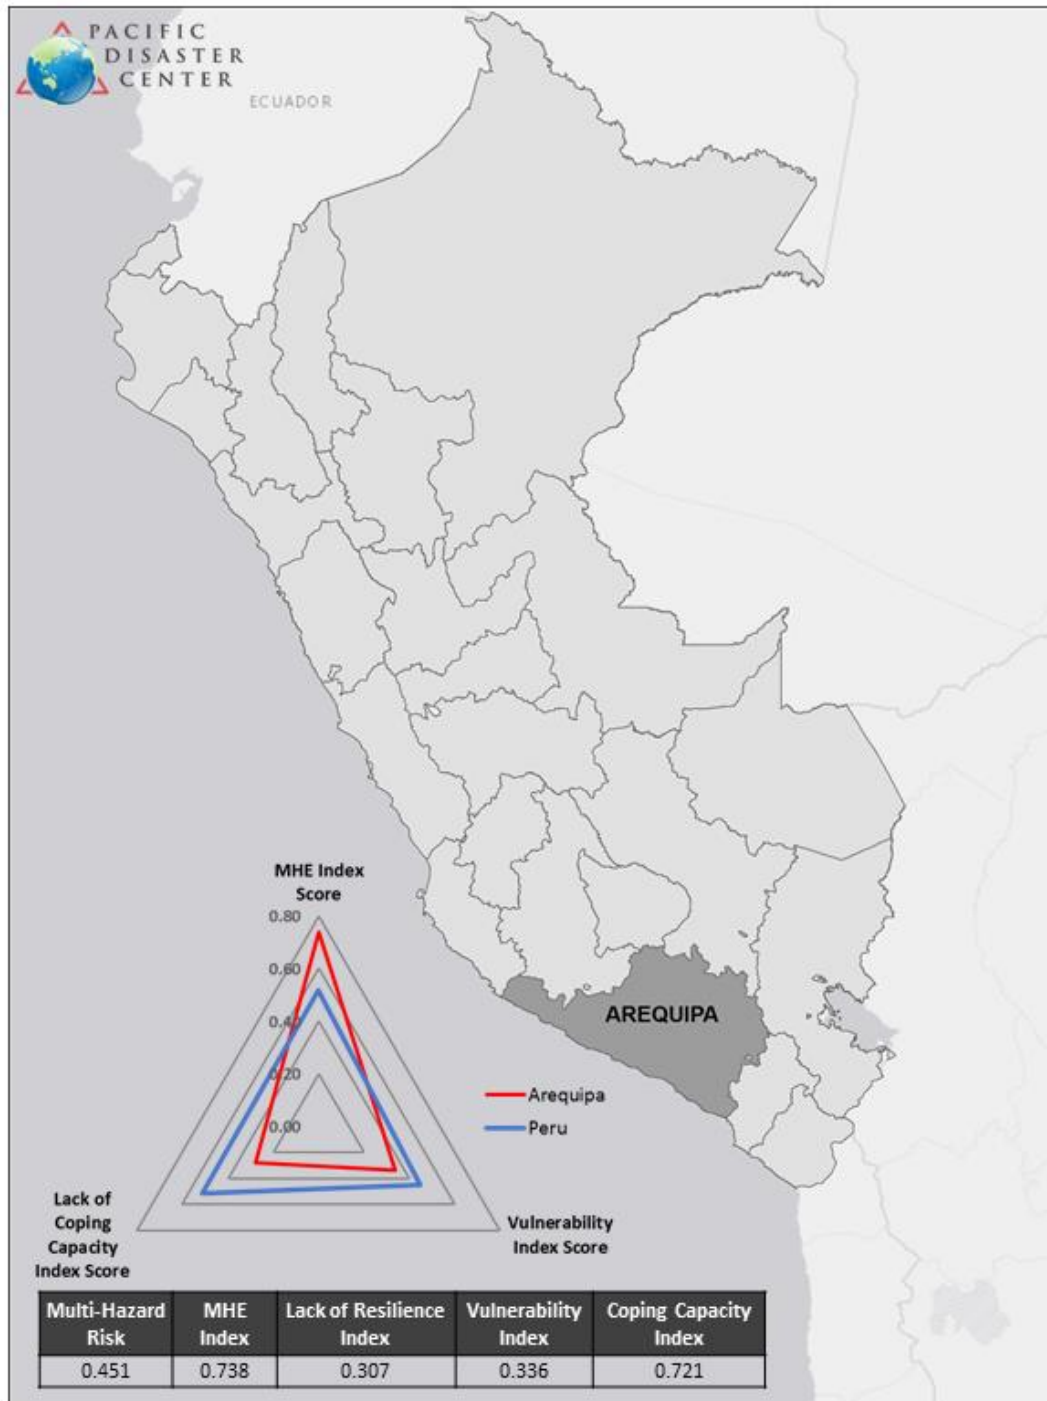 PACIFIC
DISASTER
CENTER
ECUADOR
AREQUIPA
MHE Index
Score
0.80
0.60
0.40
0.20
0.00
Arequipa
Peru
Lack of
Coping
Capacity
Index Score
Vulnerability
Index Score
Multi-Hazard Risk	MHE Index	Lack of Resilience Index	Vulnerability Index	Coping Capacity Index
0.451	0.738	0.307	0.336	0.721